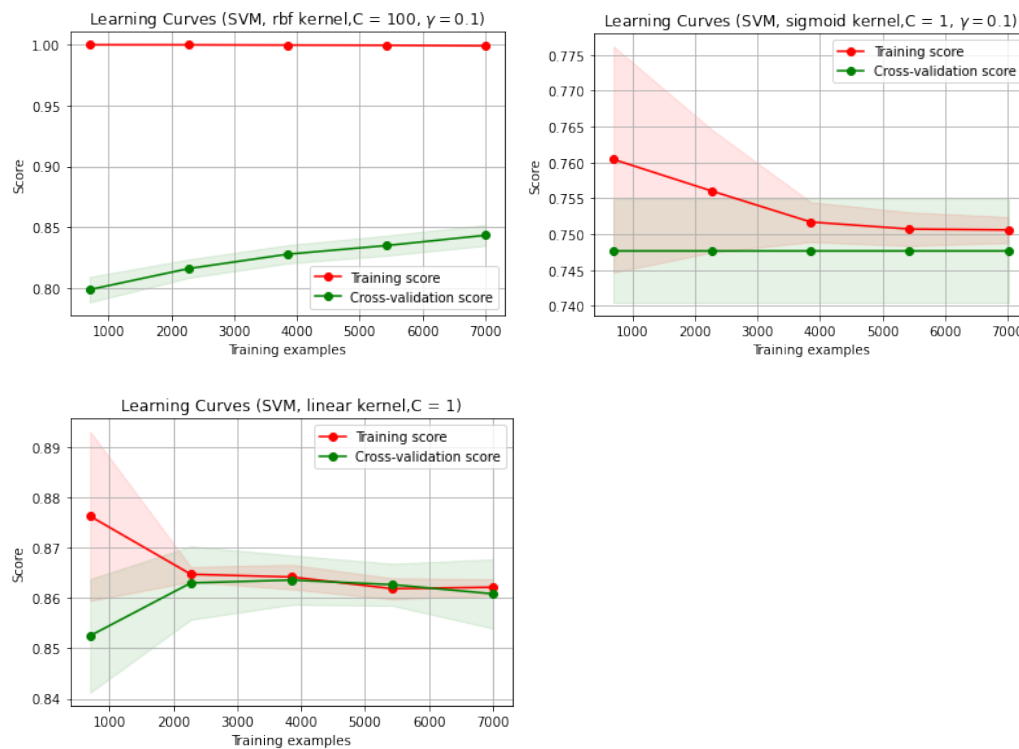 Learning Curves (SVM, rbf kernel,C = 100, γ = 0.1)
1.00
0.95
0.90
0.85
0.80
Score
Training score
Cross-validation score
1000 2000 3000 4000 5000 6000 7000
Training examples
Learning Curves (SVM, sigmoid kernel,C = 1, γ = 0.1)
0.775
0.770
0.765
0.760
0.755
0.750
0.745
0.740
Score
Training score
Cross-validation score
1000 2000 3000 4000 5000 6000 7000
Training examples
Learning Curves (SVM, linear kernel,C = 1)
0.89
0.88
0.87
0.86
0.85
0.84
Score
Training score
Cross-validation score
1000 2000 3000 4000 5000 6000 7000
Training examples